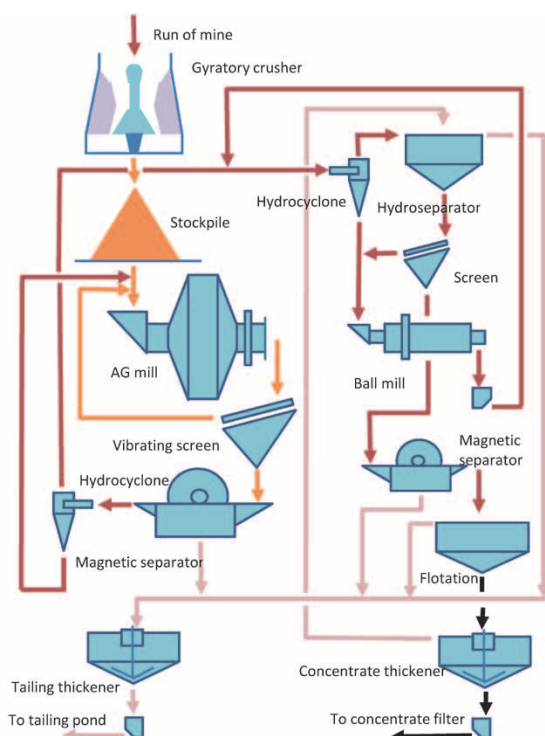 Run of mine
Gyratory crusher
Hydrocyclone
Hydroseparator
Stockpile
Screen
AG mill
Ball mill
Vibrating screen
Magnetic
separator
Hydrocyclone
Magnetic separator
Flotation
Tailing thickener
Concentrate thickener
To tailing pond
To concentrate filter